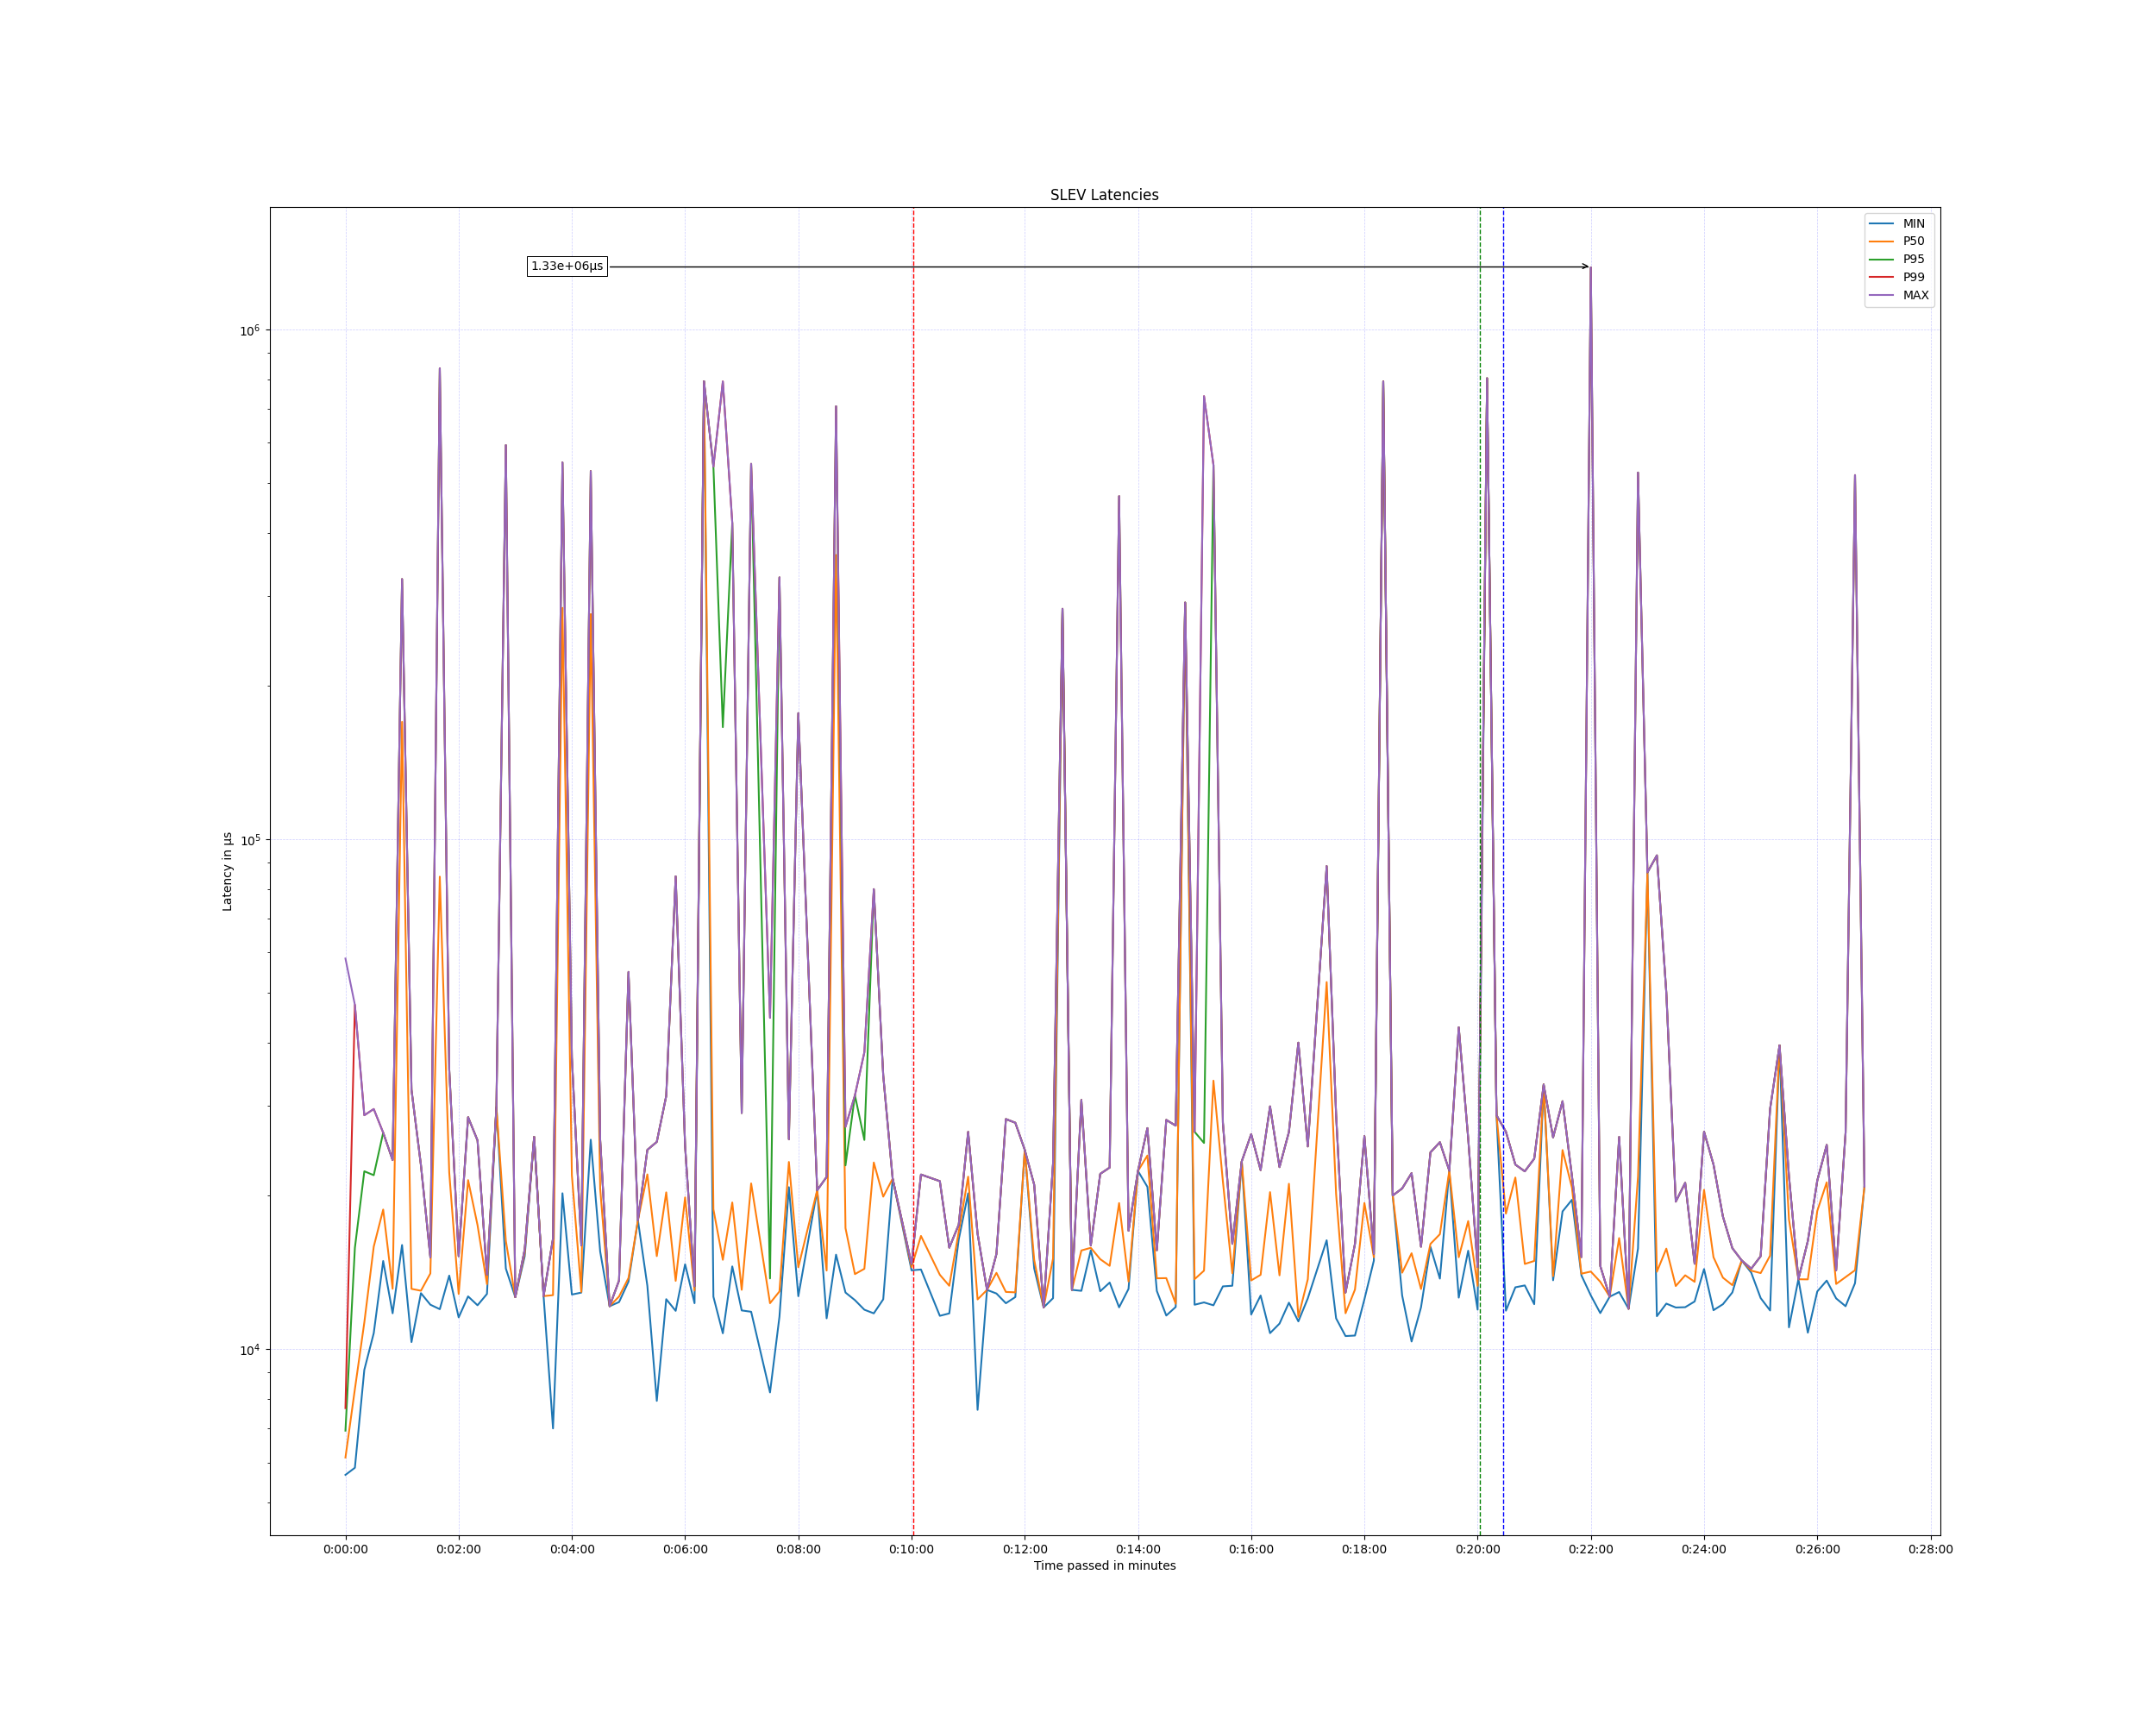 SLEV Latencies
MIN
P50
P95
P99
MAX
1.33e+06µs
10⁶
10⁵
10⁴
Latency in µs
0:00:00
0:02:00
0:04:00
0:06:00
0:08:00
0:10:00
0:12:00
0:14:00
0:16:00
0:18:00
0:20:00
0:22:00
0:24:00
0:26:00
0:28:00
Time passed in minutes